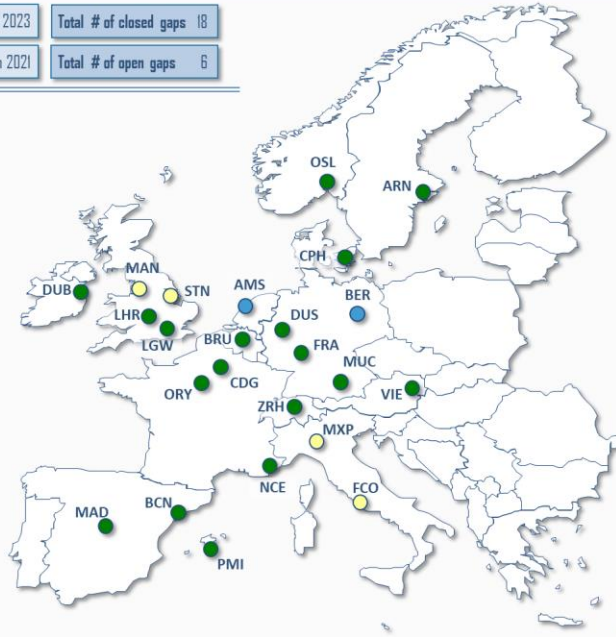 2023
Total # of closed gaps 18
2021
Total # of open gaps 6
OSL
ARN
CPH
MAN
STN
DUB
AMS
BER
LHR
DUS
LGW
BRU
FRA
MUC
CDG
ORY
VIE
ZRH
MXP
NCE
FCO
BCN
MAD
PMI